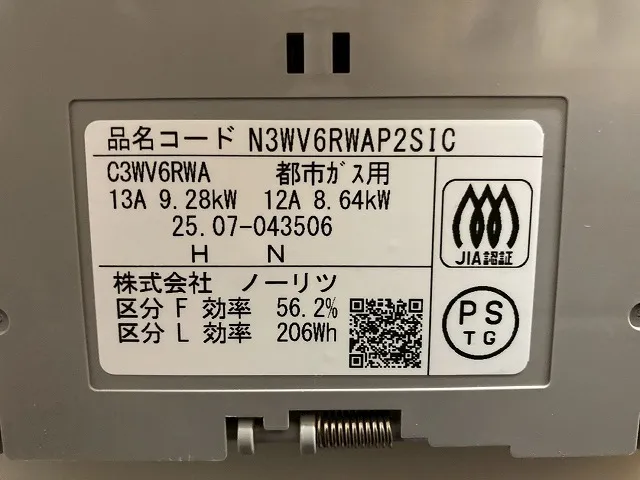 品名コード N3WV6RWAP2SIC
C3WV6RWA 都市ｶﾞｽ用
13A 9.28kW 12A 8.64kW
25.07-043506
H N
JIA認証
株式会社 ノーリツ
区分 F 効率 56.2%
区分 L 効率 206Wh
PS
TG